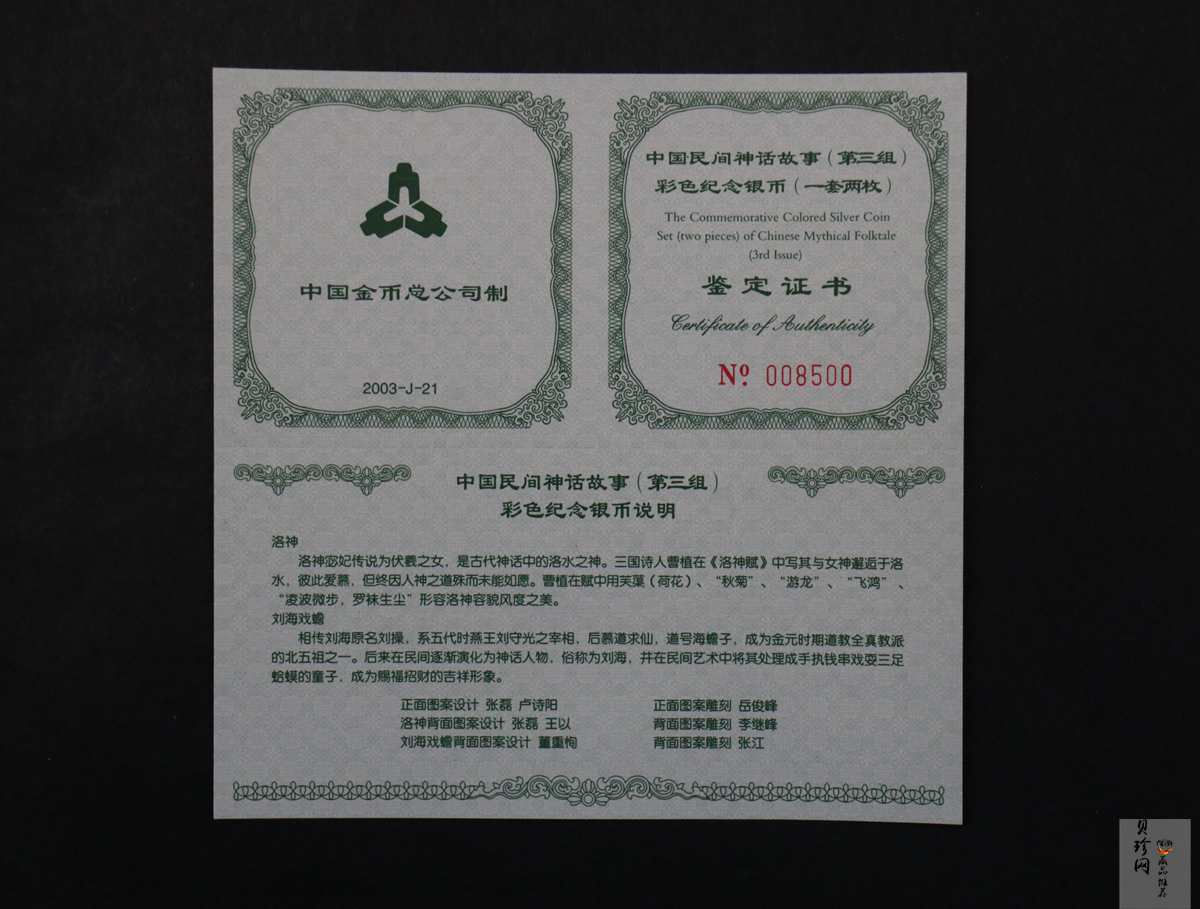 中国金币总公司制
2003-J-21
中国民间神话故事（第三组）
彩色纪念银币（一套两枚）
The Commemorative Colored Silver Coin
Set (two pieces) of Chinese Mythical Folktale
(3rd Issue)
鉴定证书
Certificate of Authenticity
Nº 008500
中国民间神话故事（第三组）
彩色纪念银币说明
洛神
洛神宓妃传说为伏羲之女，是古代神话中的洛水之神。三国诗人曹植在《洛神赋》中写其与女神邂逅于洛
水，彼此爱慕，但终因人神之道殊而未能如愿。曹植在赋中用芙蕖（荷花）、“秋菊”、“游龙”、“飞鸿”、
“凌波微步，罗袜生尘”形容洛神容貌风度之美。
刘海戏蟾
相传刘海原名刘操，系五代时燕王刘守光之宰相，后慕道求仙，道号海蟾子，成为金元时期道教全真教派
的北五祖之一。后来在民间逐渐演化为神话人物，俗称为刘海，并在民间艺术中将其处理成手执钱串戏耍三足
蛤蟆的童子，成为赐福招财的吉祥形象。
正面图案设计 张磊 卢诗阳
正面图案雕刻 岳俊峰
洛神背面图案设计 张磊 王以
背面图案雕刻 李继峰
刘海戏蟾背面图案设计 董重恂
背面图案雕刻 张江
贝珍网
藏品推荐